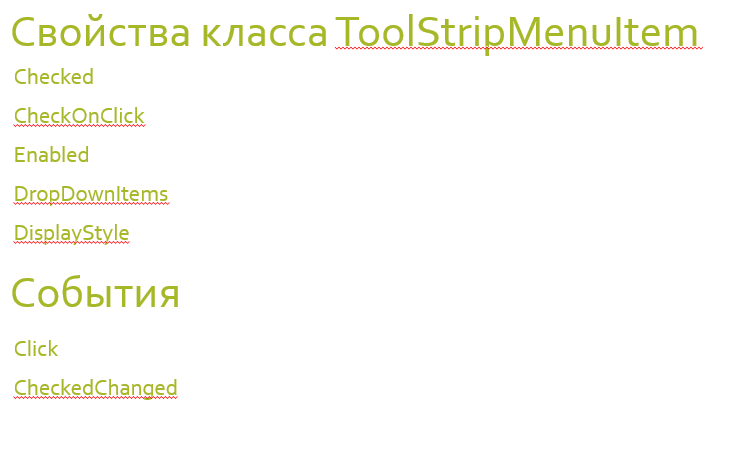 Свойства класса ToolStripMenuItem
Checked
CheckOnClick
Enabled
DropDownItems
DisplayStyle
События
Click
CheckedChanged